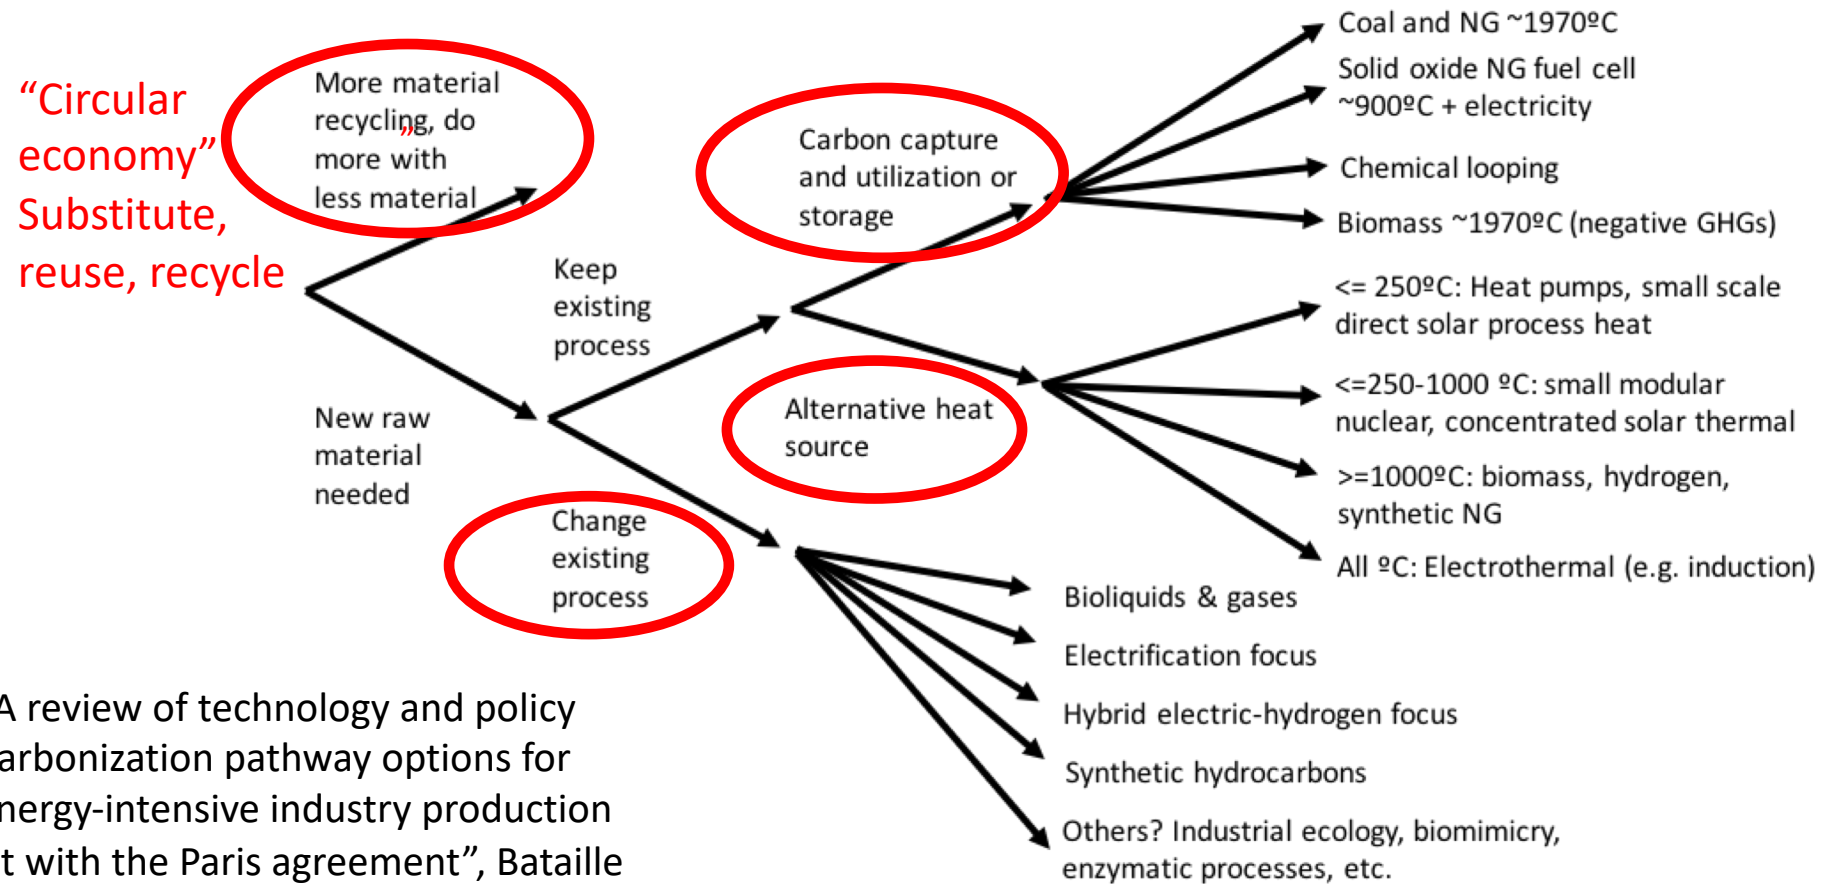 “Circular
economy”
Substitute,
reuse, recycle
More material
recycling, do
”
more with
less material
New raw
material
needed
Keep
existing
process
Change
existing
process
Carbon capture
and utilization or
storage
Alternative heat
source
Coal and NG ~1970ºC
Solid oxide NG fuel cell
~900ºC + electricity
Chemical looping
Biomass ~1970ºC (negative GHGs)
<= 250ºC: Heat pumps, small scale
direct solar process heat
<=250-1000 ºC: small modular
nuclear, concentrated solar thermal
>=1000ºC: biomass, hydrogen,
synthetic NG
All ºC: Electrothermal (e.g. induction)
Bioliquids & gases
Electrification focus
Hybrid electric-hydrogen focus
Synthetic hydrocarbons
Others? Industrial ecology, biomimicry,
enzymatic processes, etc.
A review of technology and policy
arbonization pathway options for
nergy-intensive industry production
t with the Paris agreement”, Bataille